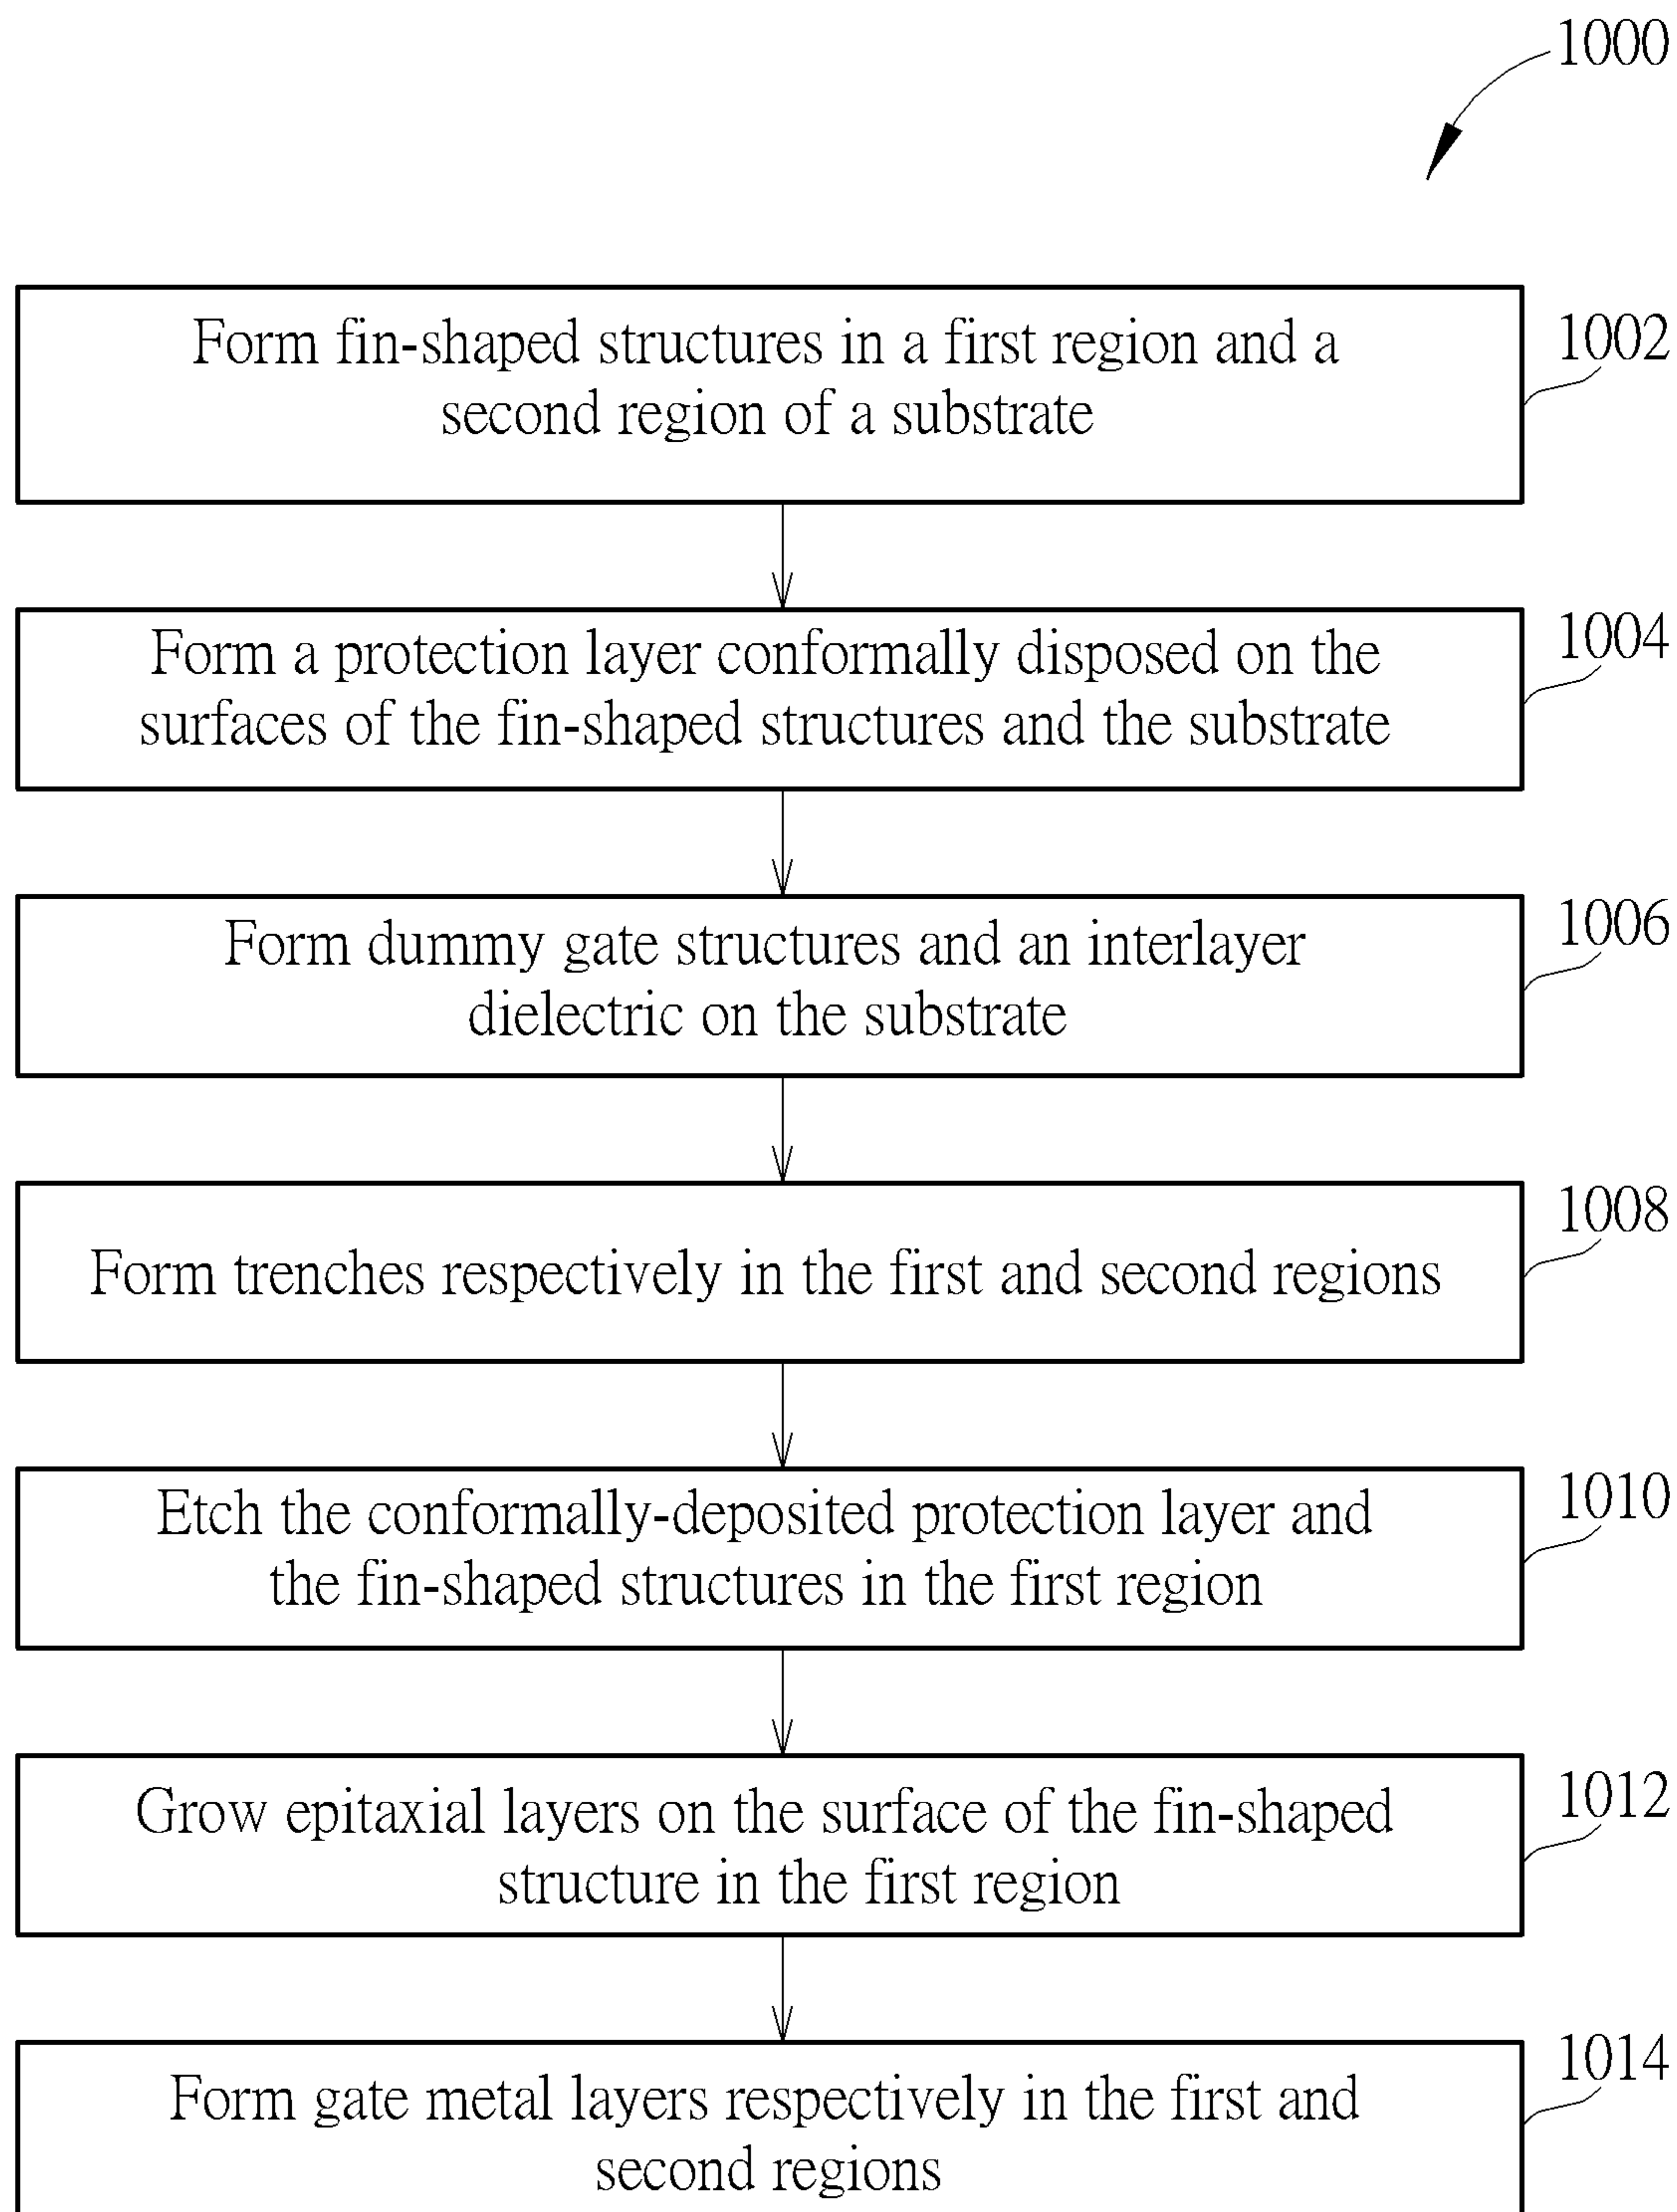 1000
Form fin-shaped structures in a first region and a
second region of a substrate
1002
Form a protection layer conformally disposed on the
surfaces of the fin-shaped structures and the substrate
1004
Form dummy gate structures and an interlayer
dielectric on the substrate
1006
Form trenches respectively in the first and second regions
1008
Etch the conformally-deposited protection layer and
the fin-shaped structures in the first region
1010
Grow epitaxial layers on the surface of the fin-shaped
structure in the first region
1012
Form gate metal layers respectively in the first and
second regions
1014